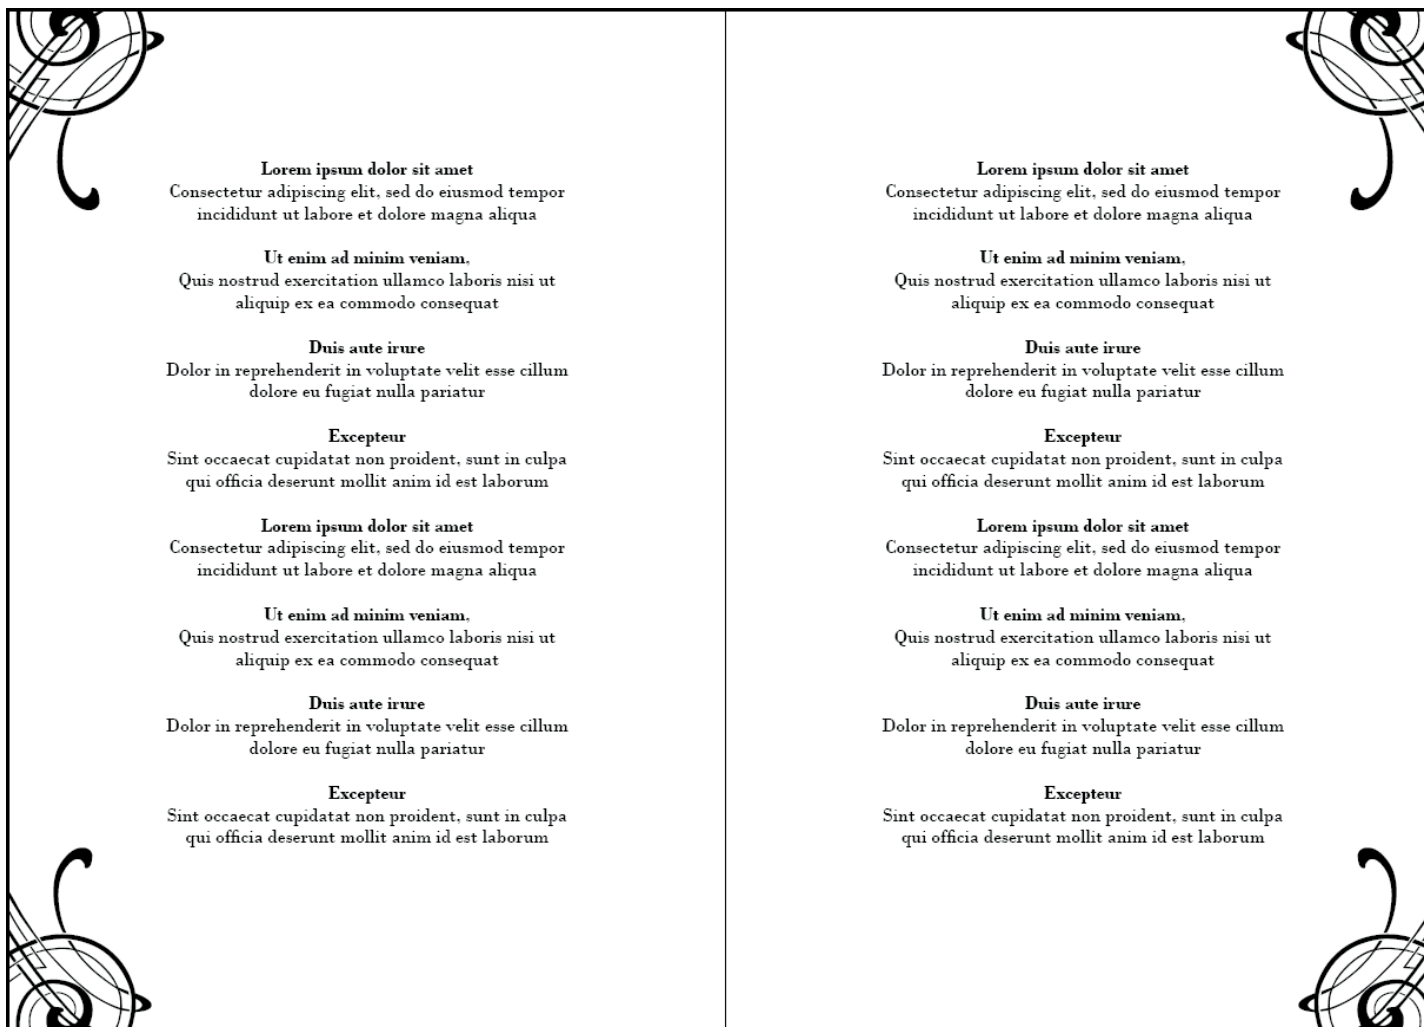 Lorem ipsum dolor sit amet
Consectetur adipiscing elit, sed do eiusmod tempor
incididunt ut labore et dolore magna aliqua
Ut enim ad minim veniam,
Quis nostrud exercitation ullamco laboris nisi ut
aliquip ex ea commodo consequat
Duis aute irure
Dolor in reprehenderit in voluptate velit esse cillum
dolore eu fugiat nulla pariatur
Excepteur
Sint occaecat cupidatat non proident, sunt in culpa
qui officia deserunt mollit anim id est laborum
Lorem ipsum dolor sit amet
Consectetur adipiscing elit, sed do eiusmod tempor
incididunt ut labore et dolore magna aliqua
Ut enim ad minim veniam,
Quis nostrud exercitation ullamco laboris nisi ut
aliquip ex ea commodo consequat
Duis aute irure
Dolor in reprehenderit in voluptate velit esse cillum
dolore eu fugiat nulla pariatur
Excepteur
Sint occaecat cupidatat non proident, sunt in culpa
qui officia deserunt mollit anim id est laborum
Lorem ipsum dolor sit amet
Consectetur adipiscing elit, sed do eiusmod tempor
incididunt ut labore et dolore magna aliqua
Ut enim ad minim veniam,
Quis nostrud exercitation ullamco laboris nisi ut
aliquip ex ea commodo consequat
Duis aute irure
Dolor in reprehenderit in voluptate velit esse cillum
dolore eu fugiat nulla pariatur
Excepteur
Sint occaecat cupidatat non proident, sunt in culpa
qui officia deserunt mollit anim id est laborum
Lorem ipsum dolor sit amet
Consectetur adipiscing elit, sed do eiusmod tempor
incididunt ut labore et dolore magna aliqua
Ut enim ad minim veniam,
Quis nostrud exercitation ullamco laboris nisi ut
aliquip ex ea commodo consequat
Duis aute irure
Dolor in reprehenderit in voluptate velit esse cillum
dolore eu fugiat nulla pariatur
Excepteur
Sint occaecat cupidatat non proident, sunt in culpa
qui officia deserunt mollit anim id est laborum